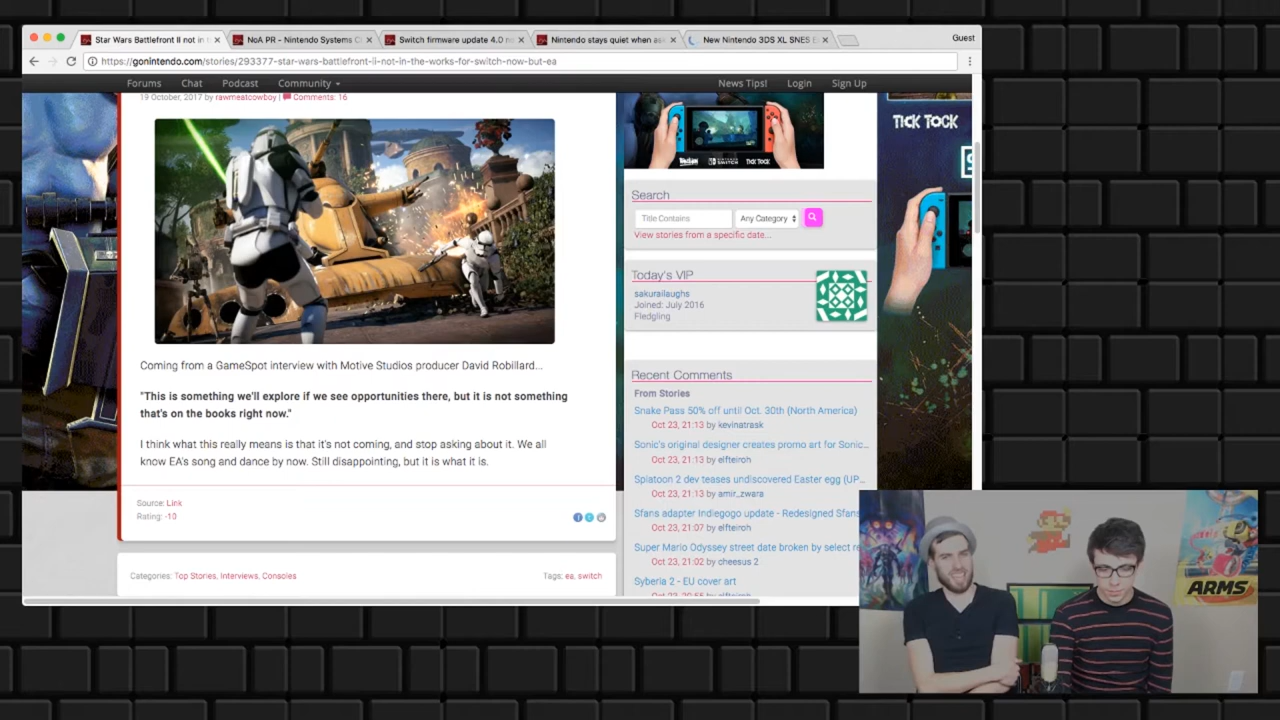 Star Wars Battlefront II not in t
NoA PR - Nintendo Systems C
Switch firmware update 4.0 n
Nintendo stays quiet when as
New Nintendo 3DS XL SNES E
Guest
https://gonintendo.com/stories/293377-star-wars-battlefront-ii-not-in-the-works-for-switch-now-but-ea
Forums Chat Podcast Community
News Tips! Login Sign Up
19 October, 2017 by rawmeatcowboy | Comments: 16
Coming from a GameSpot interview with Motive Studios producer David Robillard...
"This is something we'll explore if we see opportunities there, but it is not something
that's on the books right now."
I think what this really means is that it's not coming, and stop asking about it. We all
know EA's song and dance by now. Still disappointing, but it is what it is.
Source: Link
Rating: -10
Categories: Top Stories, Interviews, Consoles
Tags: ea, switch
TICK TOCK
Search
Title Contains
Any Category
View stories from a specific date...
Today's VIP
sakurailaughs
Joined: July 2016
Fledgling
Recent Comments
From Stories
Snake Pass 50% off until Oct. 30th (North America)
Oct 23, 21:13 by kevinatrask
Sonic's original designer creates promo art for Sonic...
Oct 23, 21:13 by elfteiroh
Splatoon 2 dev teases undiscovered Easter egg (UP...
Oct 23, 21:13 by amir_zwara
Sfans adapter Indiegogo update - Redesigned Sfans
Oct 23, 21:07 by elfteiroh
Super Mario Odyssey street date broken by select re
Oct 23, 21:02 by cheesus 2
Syberia 2 - EU cover art
TICK TOCK
ARMS